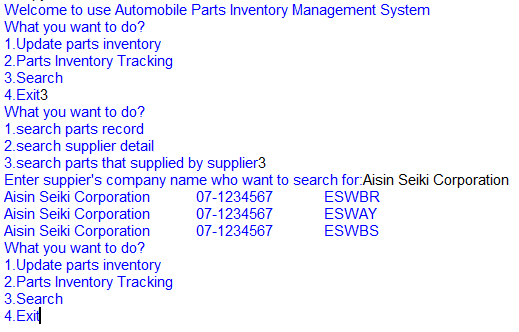 Welcome to use Automobile Parts Inventory Management System
What you want to do?
1.Update parts inventory
2.Parts Inventory Tracking
3.Search
4.Exit3
What you want to do?
1.search parts record
2.search supplier detail
3.search parts that supplied by supplier3
Enter suppier's company name who want to search for:Aisin Seiki Corporation
Aisin Seiki Corporation 07-1234567 ESWBR
Aisin Seiki Corporation 07-1234567 ESWAY
Aisin Seiki Corporation 07-1234567 ESWBS
What you want to do?
1.Update parts inventory
2.Parts Inventory Tracking
3.Search
4.Exit